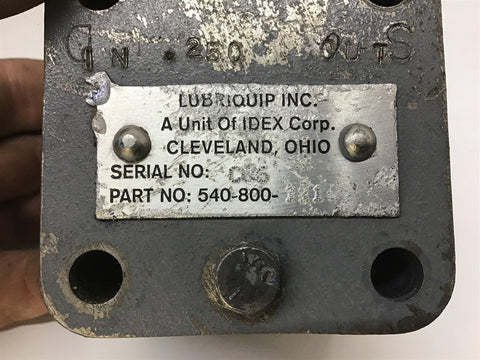 IN .250 OUT
LUBRIQUIP INC.
A Unit Of IDEX Corp.
CLEVELAND, OHIO
SERIAL NO:
PART NO: 540-800-